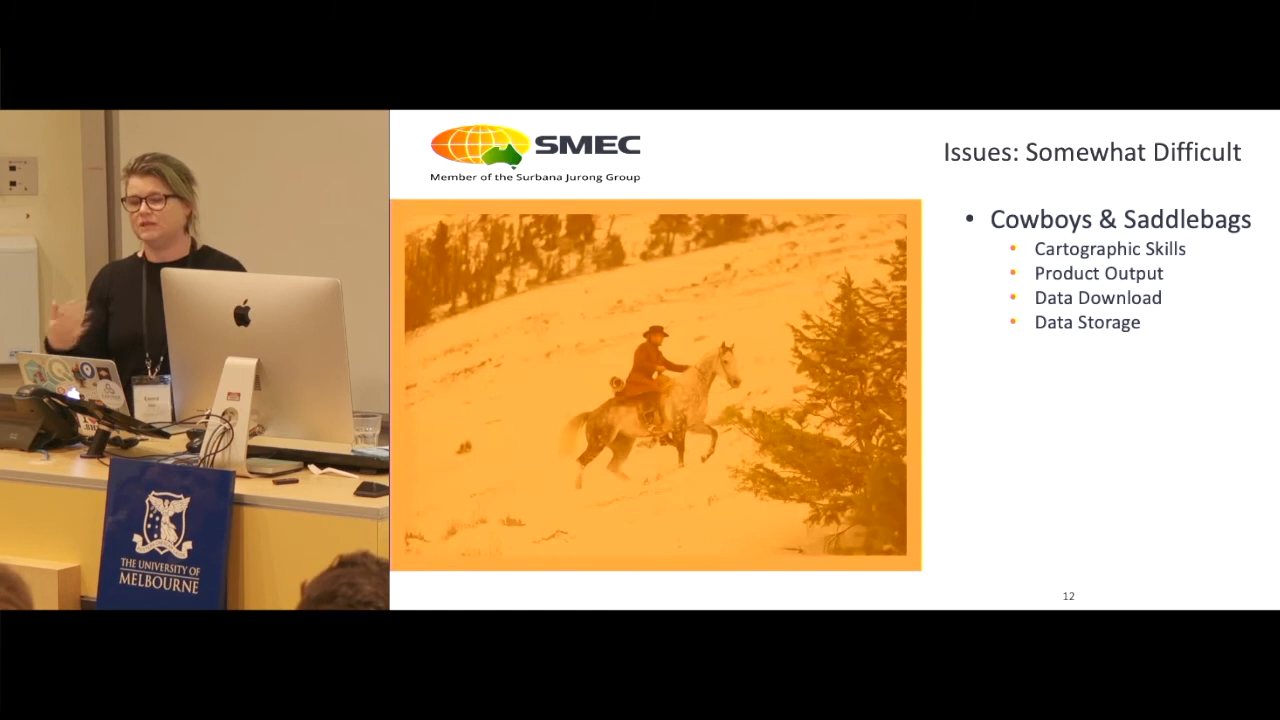 SMEC
Member of the Surbana Jurong Group
Issues: Somewhat Difficult
• Cowboys & Saddlebags
• Cartographic Skills
• Product Output
• Data Download
• Data Storage
12
THE UNIVERSITY OF
MELBOURNE